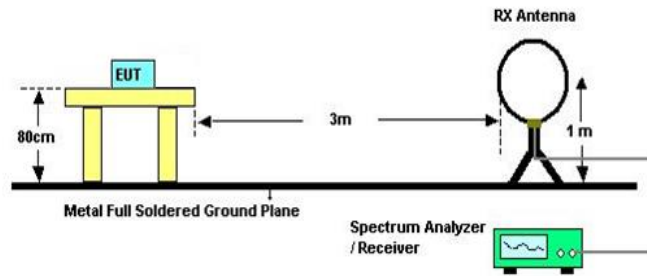 RX Antenna
EUT
3m
80cm
1 m
Metal Full Soldered Ground Plane
Spectrum Analyzer
/ Receiver